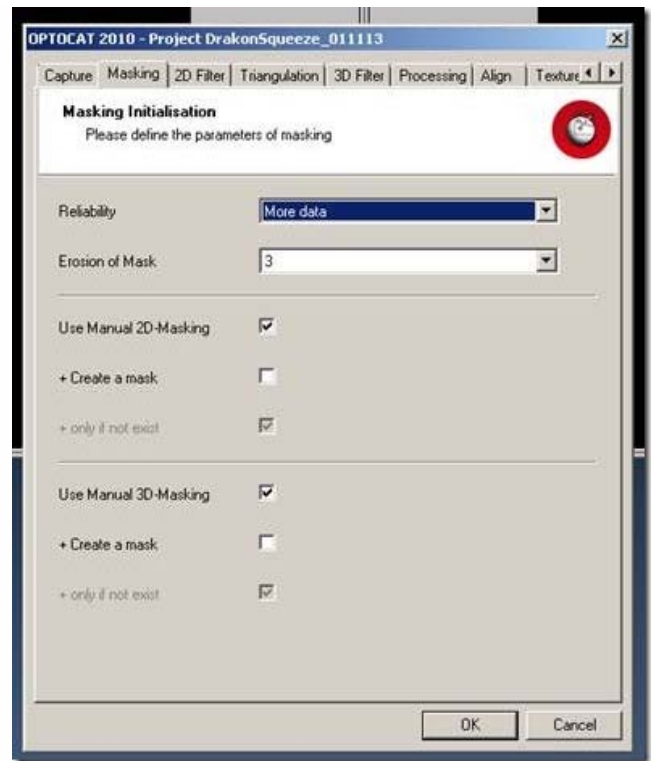 OPTOCAT 2010 - Project DrakonSqueeze_011113
Capture Masking 2D Filter Triangulation 3D Filter Processing Align Texture
Masking Initialisation
Please define the parameters of masking
Reliability More data
Erosion of Mask 3
Use Manual 2D-Masking
+ Create a mask
+ only if not exist
Use Manual 3D-Masking
+ Create a mask
+ only if not exist
OK Cancel